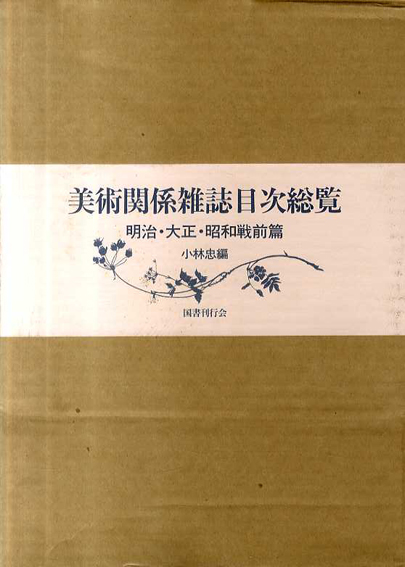 美術関係雑誌目次総覧
明治・大正・昭和戦前篇
小林忠編
国書刊行会